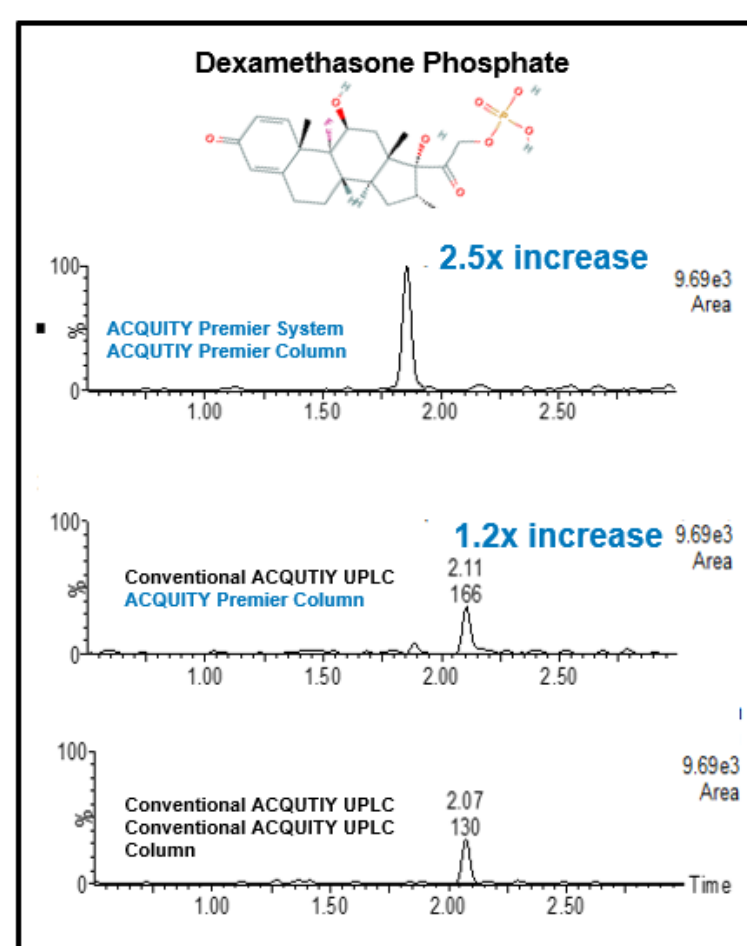 Dexamethasone Phosphate
H
O
F
O
H
O
O
P
O
H
O
O
H
H
H
O
2.5x increase
100
9.69e3
Area
%
ACQUITY Premier System
ACQUTIY Premier Column
0
1.00 1.50 2.00 2.50
100
1.2x increase
9.69e3
Area
%
Conventional ACQUTIY UPLC
ACQUITY Premier Column
2.11
166
0
1.00 1.50 2.00 2.50
100
9.69e3
Area
%
Conventional ACQUTIY UPLC
Conventional ACQUITY UPLC
Column
2.07
130
0
Time
1.00 1.50 2.00 2.50